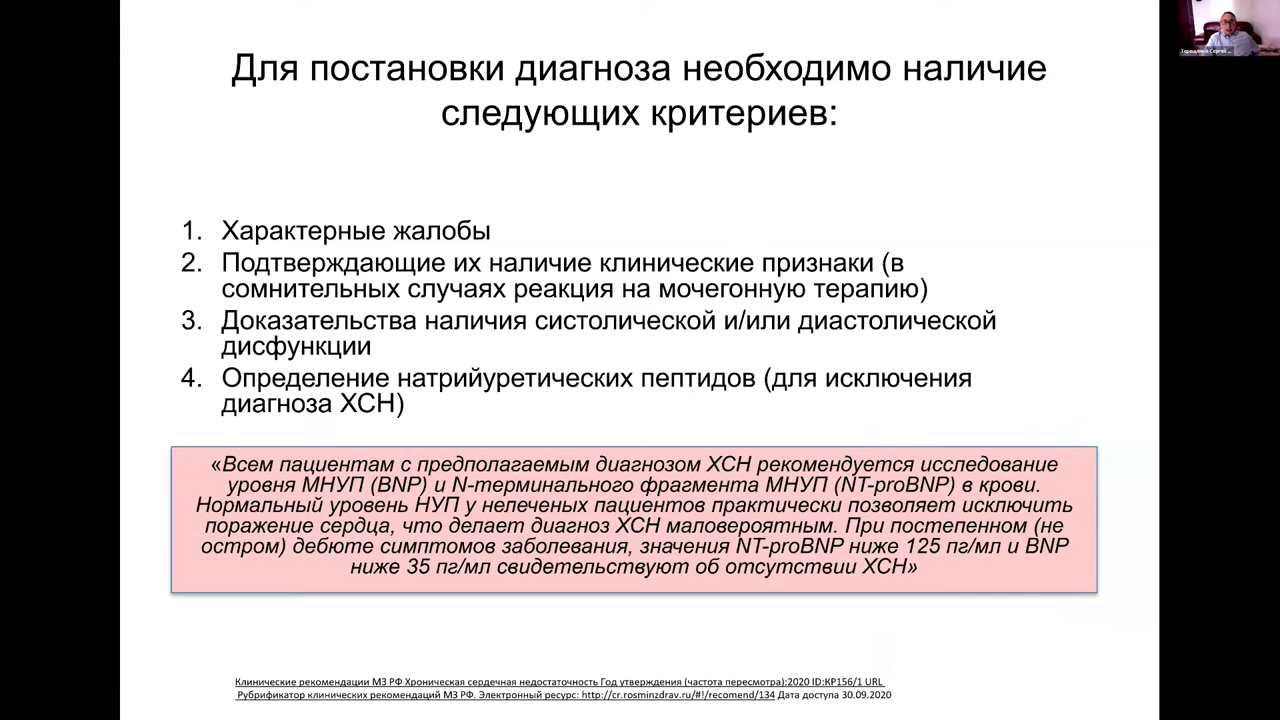 Для постановки диагноза необходимо наличие
следующих критериев:
1. Характерные жалобы
2. Подтверждающие их наличие клинические признаки (в
сомнительных случаях реакция на мочегонную терапию)
3. Доказательства наличия систолической и/или диастолической
дисфункции
4. Определение натрийуретических пептидов (для исключения
диагноза ХСН)
«Всем пациентам с предполагаемым диагнозом ХСН рекомендуется исследование
уровня МНУП (BNP) и N-терминального фрагмента МНУП (NT-proBNP) в крови.
Нормальный уровень НУП у нелеченых пациентов практически позволяет исключить
поражение сердца, что делает диагноз ХСН маловероятным. При постепенном (не
остром) дебюте симптомов заболевания, значения NT-proBNP ниже 125 пг/мл и BNP
ниже 35 пг/мл свидетельствуют об отсутствии ХСН»
Клинические рекомендации МЗ РФ Хроническая сердечная недостаточность Год утверждения (частота пересмотра):2020 ID:КР156/1 URL
Рубрификатор клинических рекомендаций МЗ РФ. Электронный ресурс: http://cr.rosminzdrav.ru/#!/recomend/134 Дата доступа 30.09.2020
Терещенко Сергей ...